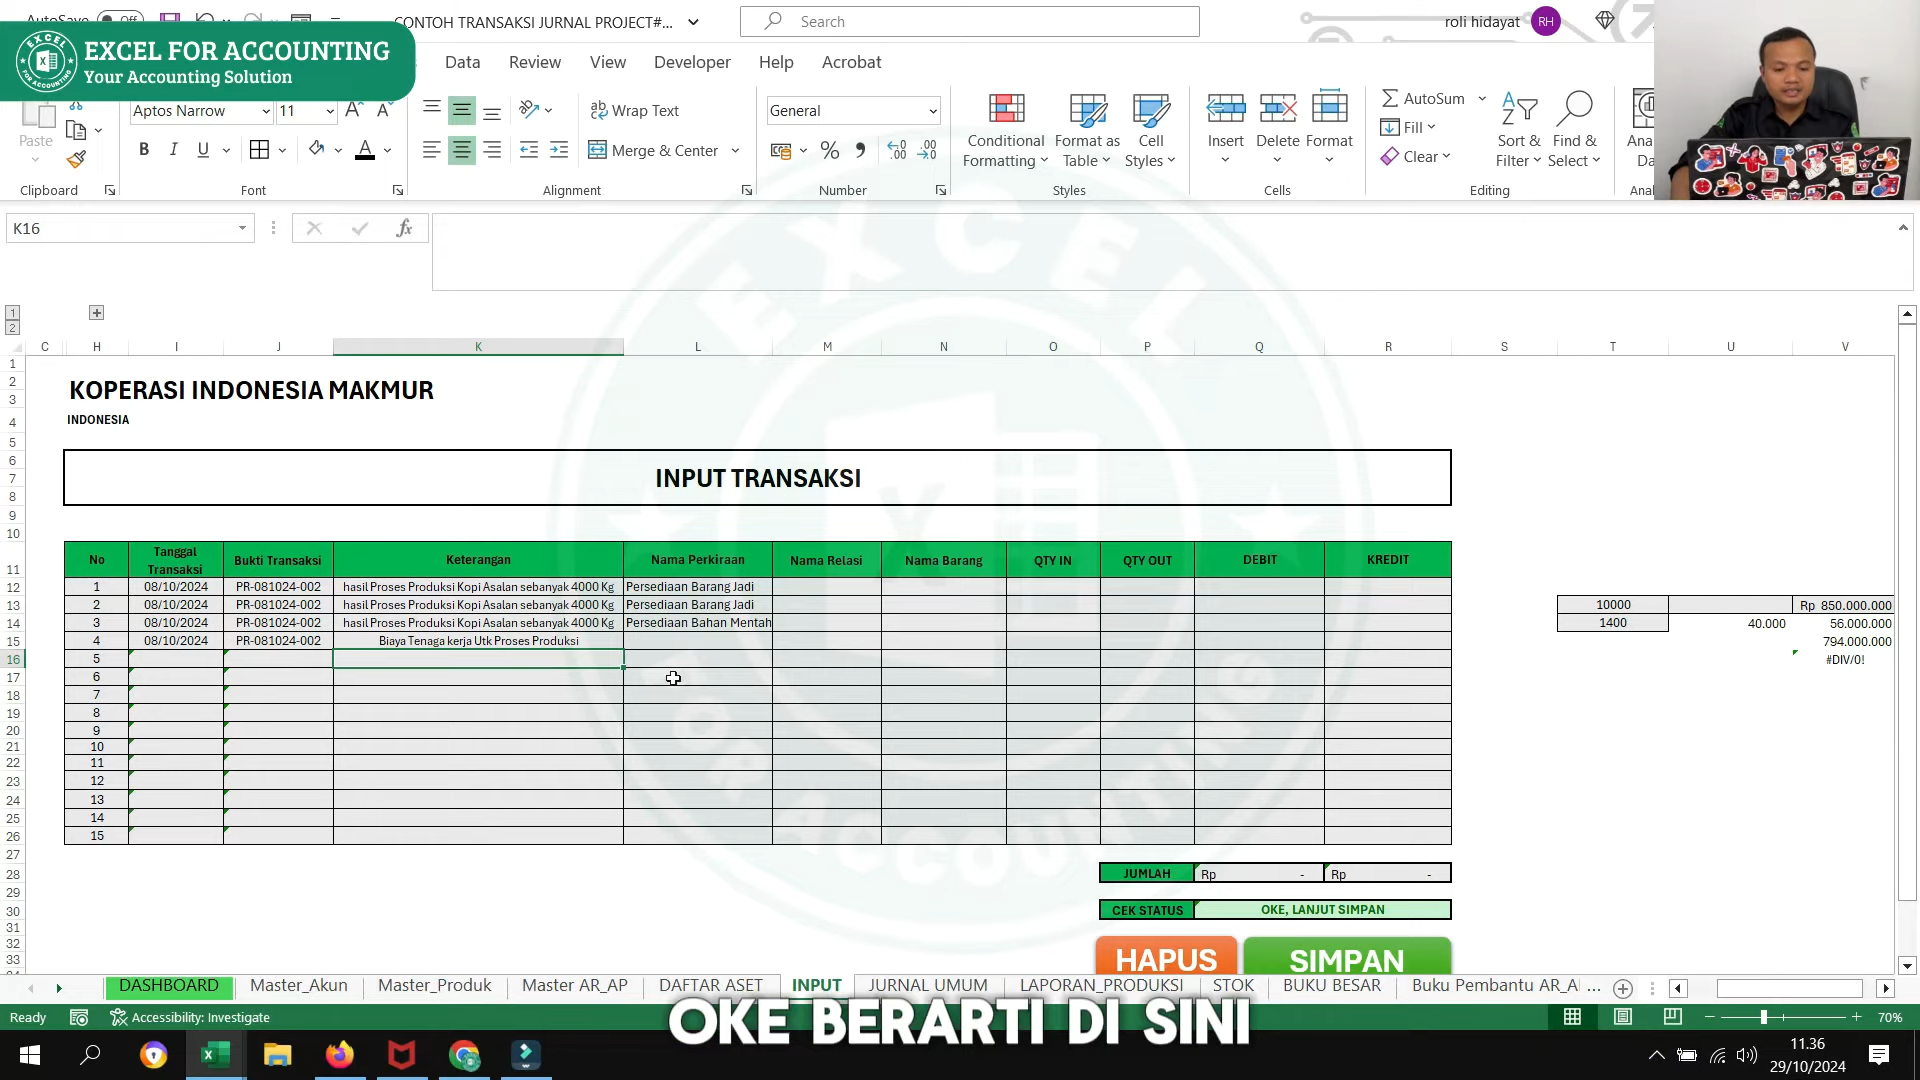 CONTOH TRANSAKSI JURNAL PROJECT#...
Search
roli hidayat
RH
EXCEL FOR ACCOUNTING
Your Accounting Solution
Data Review View Developer Help Acrobat
Paste
Aptos Narrow 11
Wrap Text
Merge & Center
General
Conditional Formatting
Format as Table
Cell Styles
Insert
Delete
Format
AutoSum
Fill
Clear
Sort & Filter
Find & Select
Clipboard Font Alignment Number Styles Cells Editing
K16
fx
C H I J K L M N O P Q R S T U V
KOPERASI INDONESIA MAKMUR
INDONESIA
INPUT TRANSAKSI
No Tanggal Transaksi Bukti Transaksi Keterangan Nama Perkiraan Nama Relasi Nama Barang QTY IN QTY OUT DEBIT KREDIT
1 08/10/2024 PR-081024-002 hasil Proses Produksi Kopi Asalan sebanyak 4000 Kg Persediaan Barang Jadi
2 08/10/2024 PR-081024-002 hasil Proses Produksi Kopi Asalan sebanyak 4000 Kg Persediaan Barang Jadi
3 08/10/2024 PR-081024-002 hasil Proses Produksi Kopi Asalan sebanyak 4000 Kg Persediaan Bahan Mentah
4 08/10/2024 PR-081024-002 Biaya Tenaga kerja Utk Proses Produksi
5
6
7
8
9
10
11
12
13
14
15
10000 Rp 850.000.000
1400 40.000 56.000.000
794.000.000
#DIV/0!
JUMLAH Rp - Rp -
CEK STATUS OKE, LANJUT SIMPAN
HAPUS SIMPAN
DASHBOARD Master_Akun Master_Produk Master AR_AP DAFTAR ASET INPUT JURNAL UMUM LAPORAN_PRODUKSI STOK BUKU BESAR Buku Pembantu AR_A ...
OKE BERARTI DI SINI
Ready Accessibility: Investigate 70%
11.36
29/10/2024